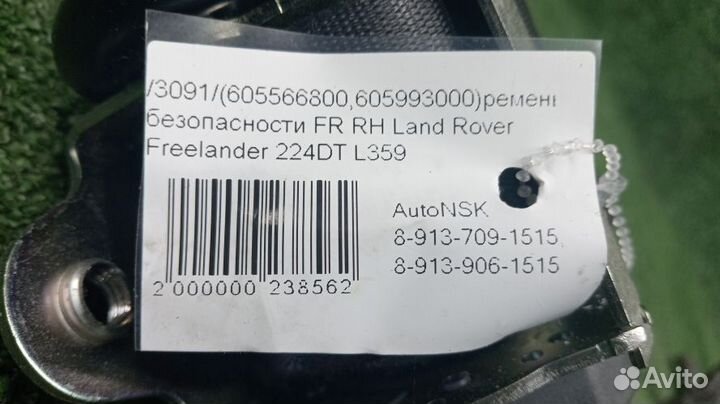 /3091/(605566800,605993000)ремень
безопасности FR RH Land Rover
Freelander 224DT L359
AutoNSK
8-913-709-1515,
8-913-906-1515
2 000000 238562
Avito